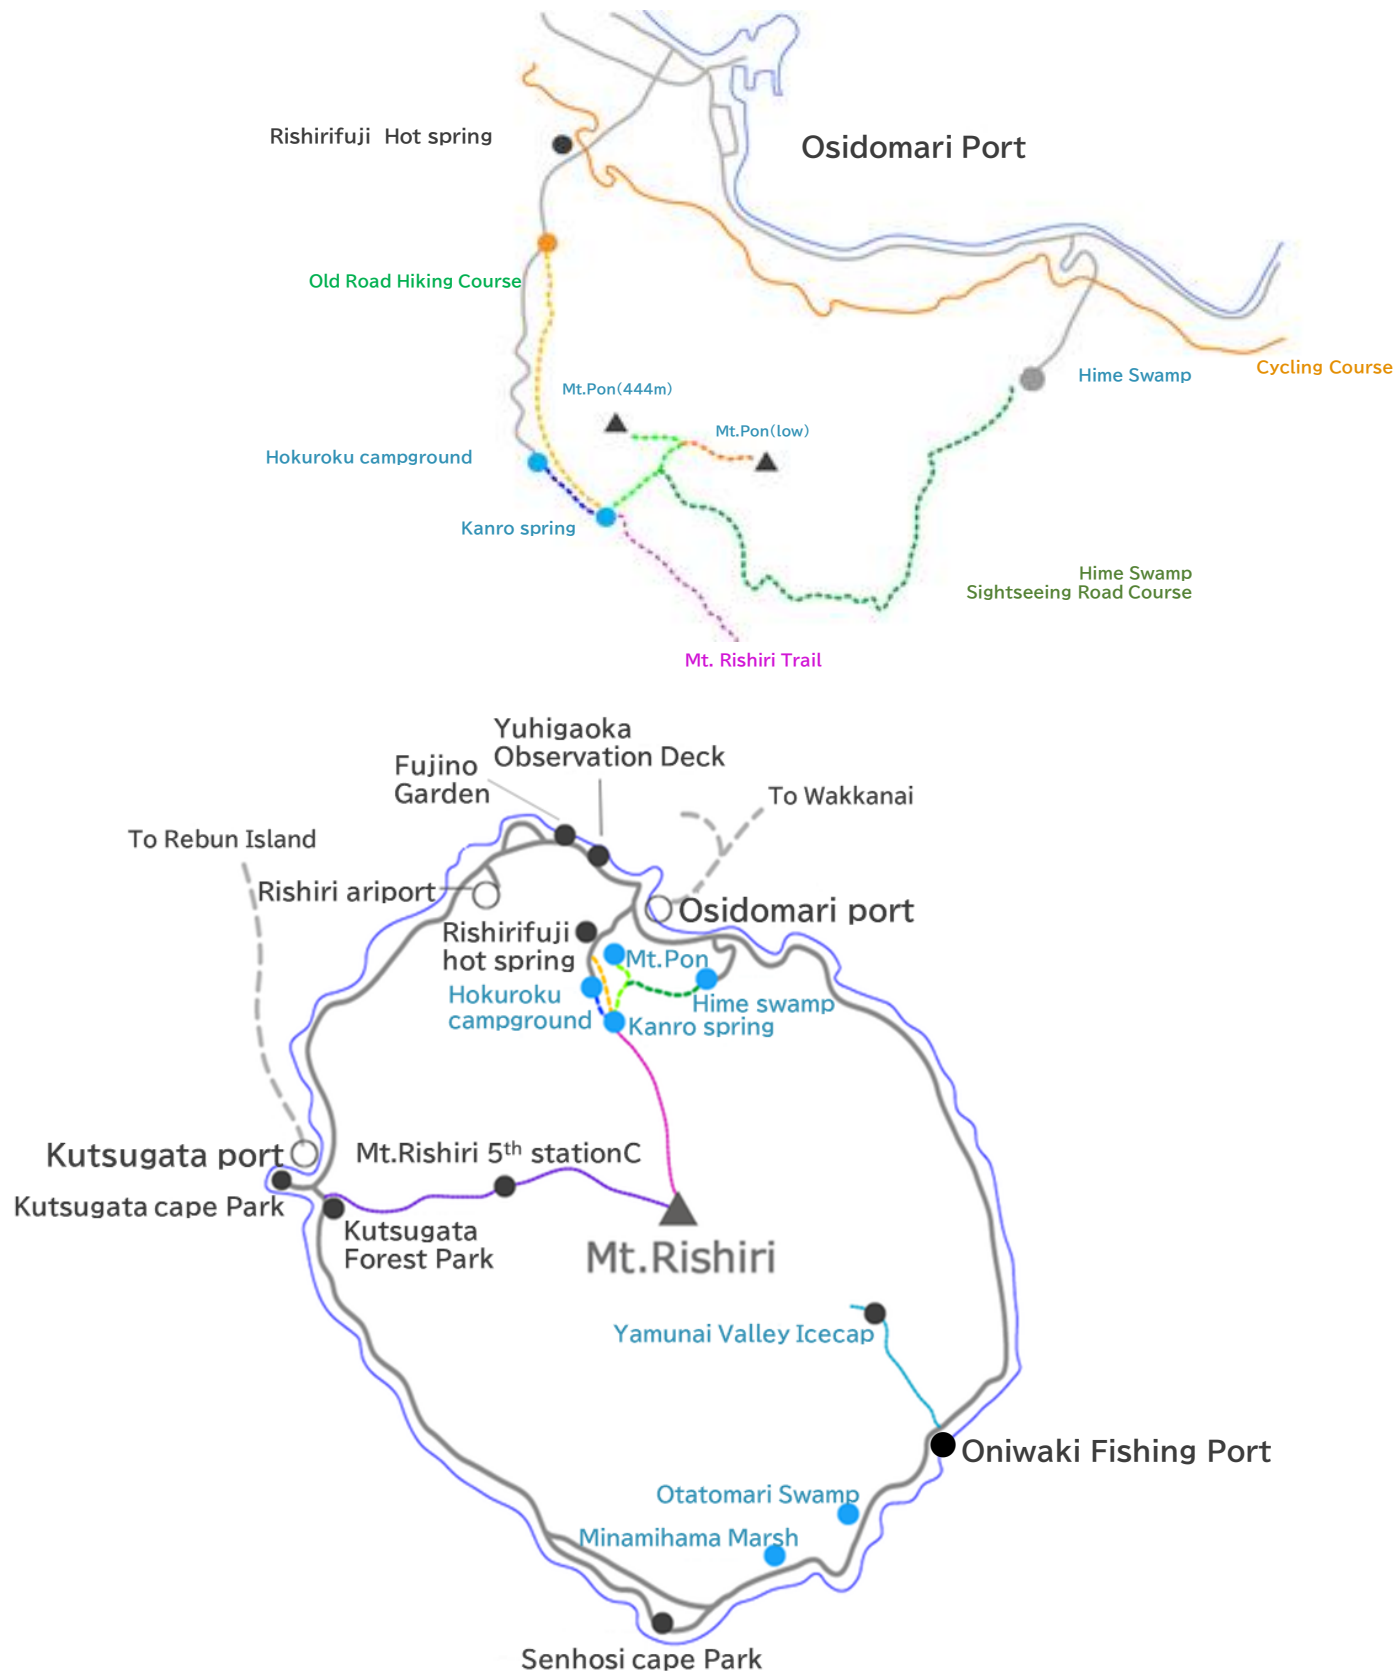 Rishirifuji Hot spring
Osidomari Port
Old Road Hiking Course
Cycling Course
Hime Swamp
Mt.Pon(444m)
Mt.Pon(low)
Hokuroku campground
Kanro spring
Hime Swamp
Sightseeing Road Course
Mt. Rishiri Trail
Yuhigaoka
Observation Deck
Fujino
Garden
To Wakkanai
To Rebun Island
Rishiri ariport
Osidomari port
Rishirifuji
hot spring
Mt.Pon
Hokuroku
campground
Hime swamp
Kanro spring
Kutsugata port
Mt.Rishiri 5th stationC
Kutsugata cape Park
Kutsugata
Forest Park
Mt.Rishiri
Yamunai Valley Icecap
Oniwaki Fishing Port
Otatomari Swamp
Minamihama Marsh
Senhosi cape Park